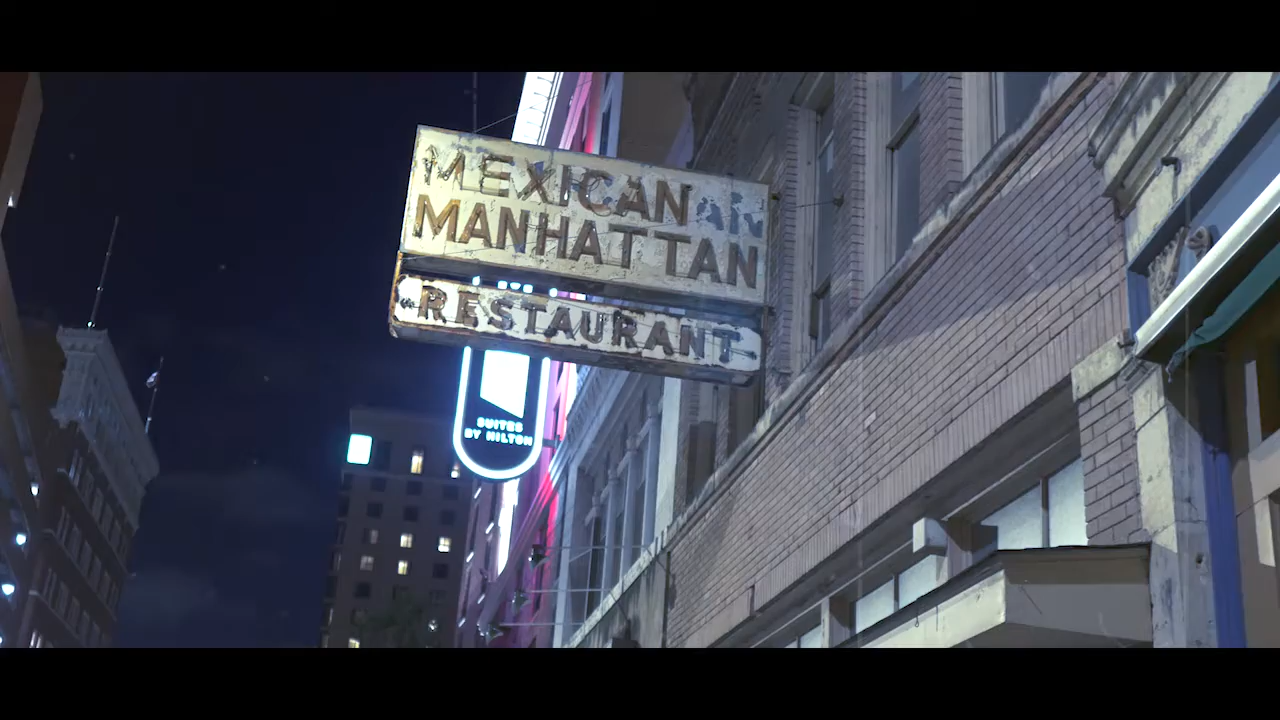 MEXICAN
MANHATTAN
RESTAURANT
SUITES
BY HILTON